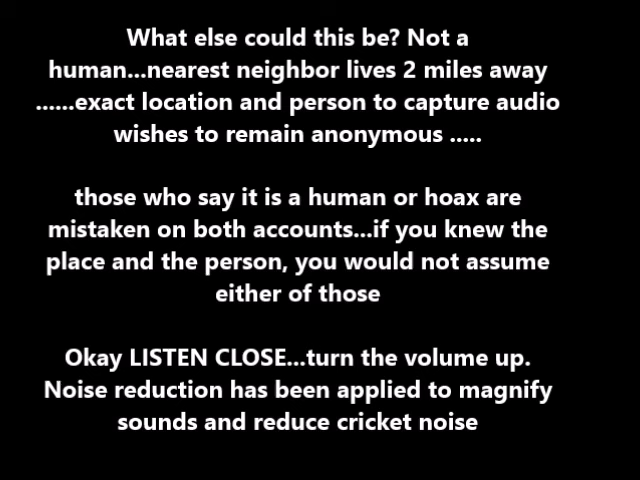 What else could this be? Not a
human...nearest neighbor lives 2 miles away
......exact location and person to capture audio
wishes to remain anonymous .....
those who say it is a human or hoax are
mistaken on both accounts...if you knew the
place and the person, you would not assume
either of those
Okay LISTEN CLOSE...turn the volume up.
Noise reduction has been applied to magnify
sounds and reduce cricket noise